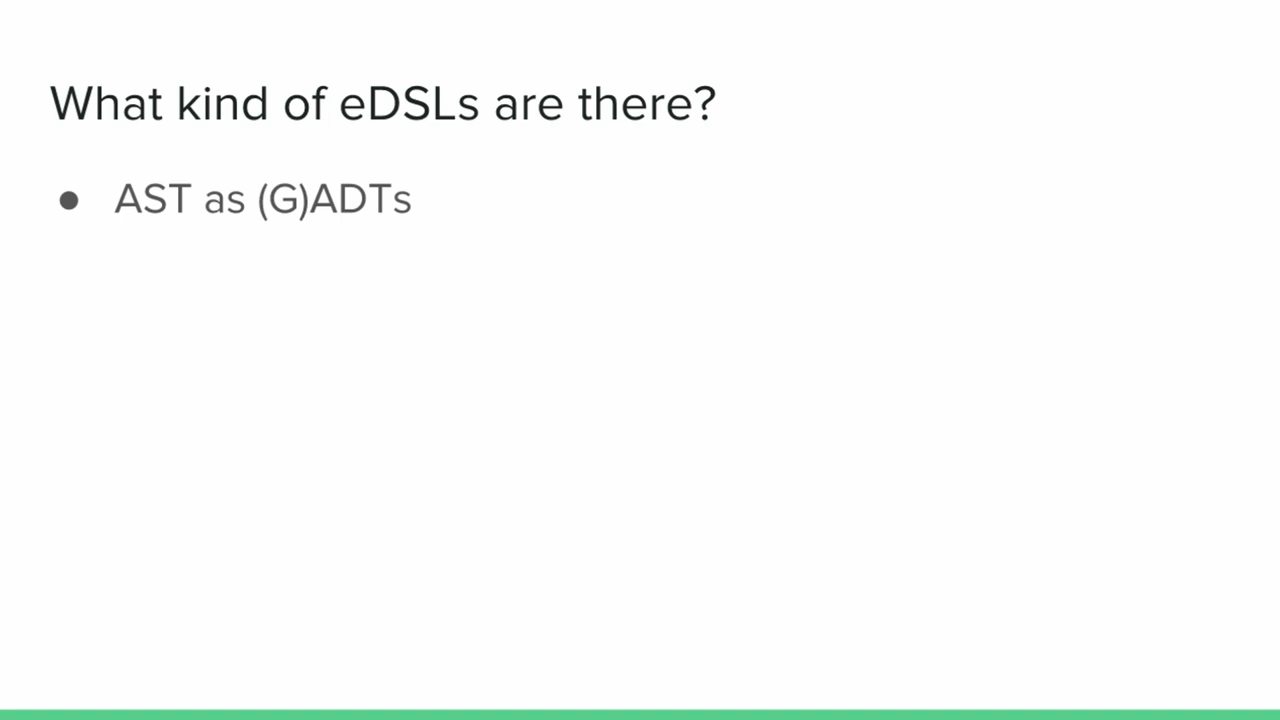 What kind of eDSLs are there?
● AST as (G)ADTs